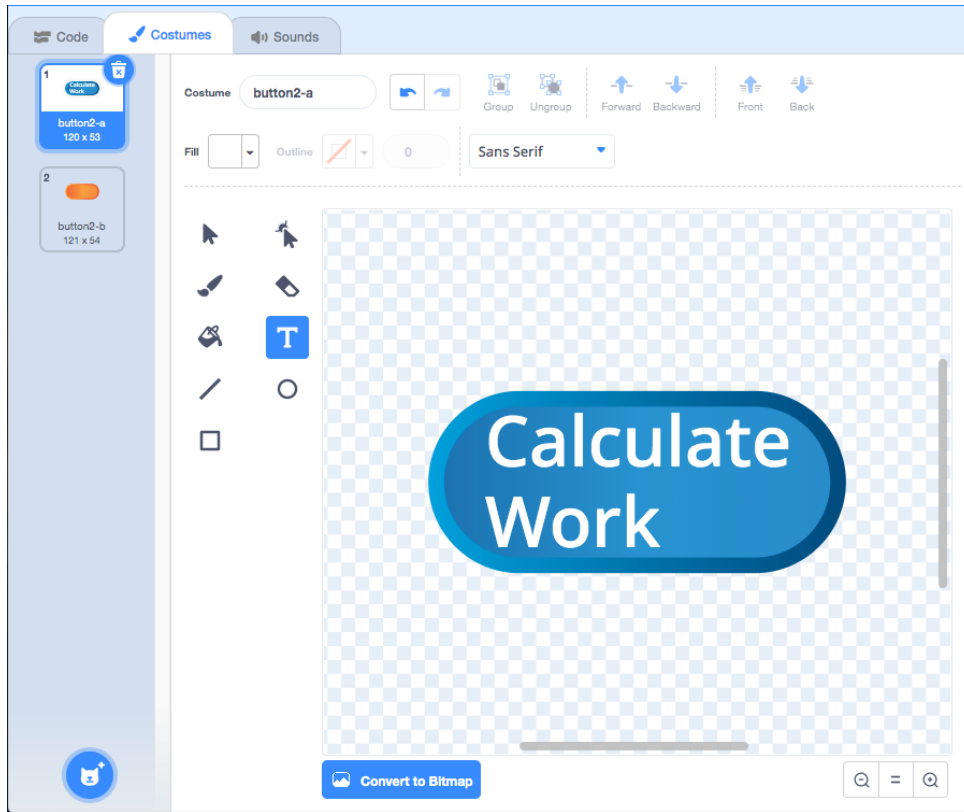 Code
Costumes
Sounds
1
Calculate
Work
button2-a
120 x 53
2
button2-b
121 x 54
Costume
button2-a
Group
Ungroup
Forward
Backward
Front
Back
Fill
Outline
0
Sans Serif
T
Calculate
Work
Convert to Bitmap